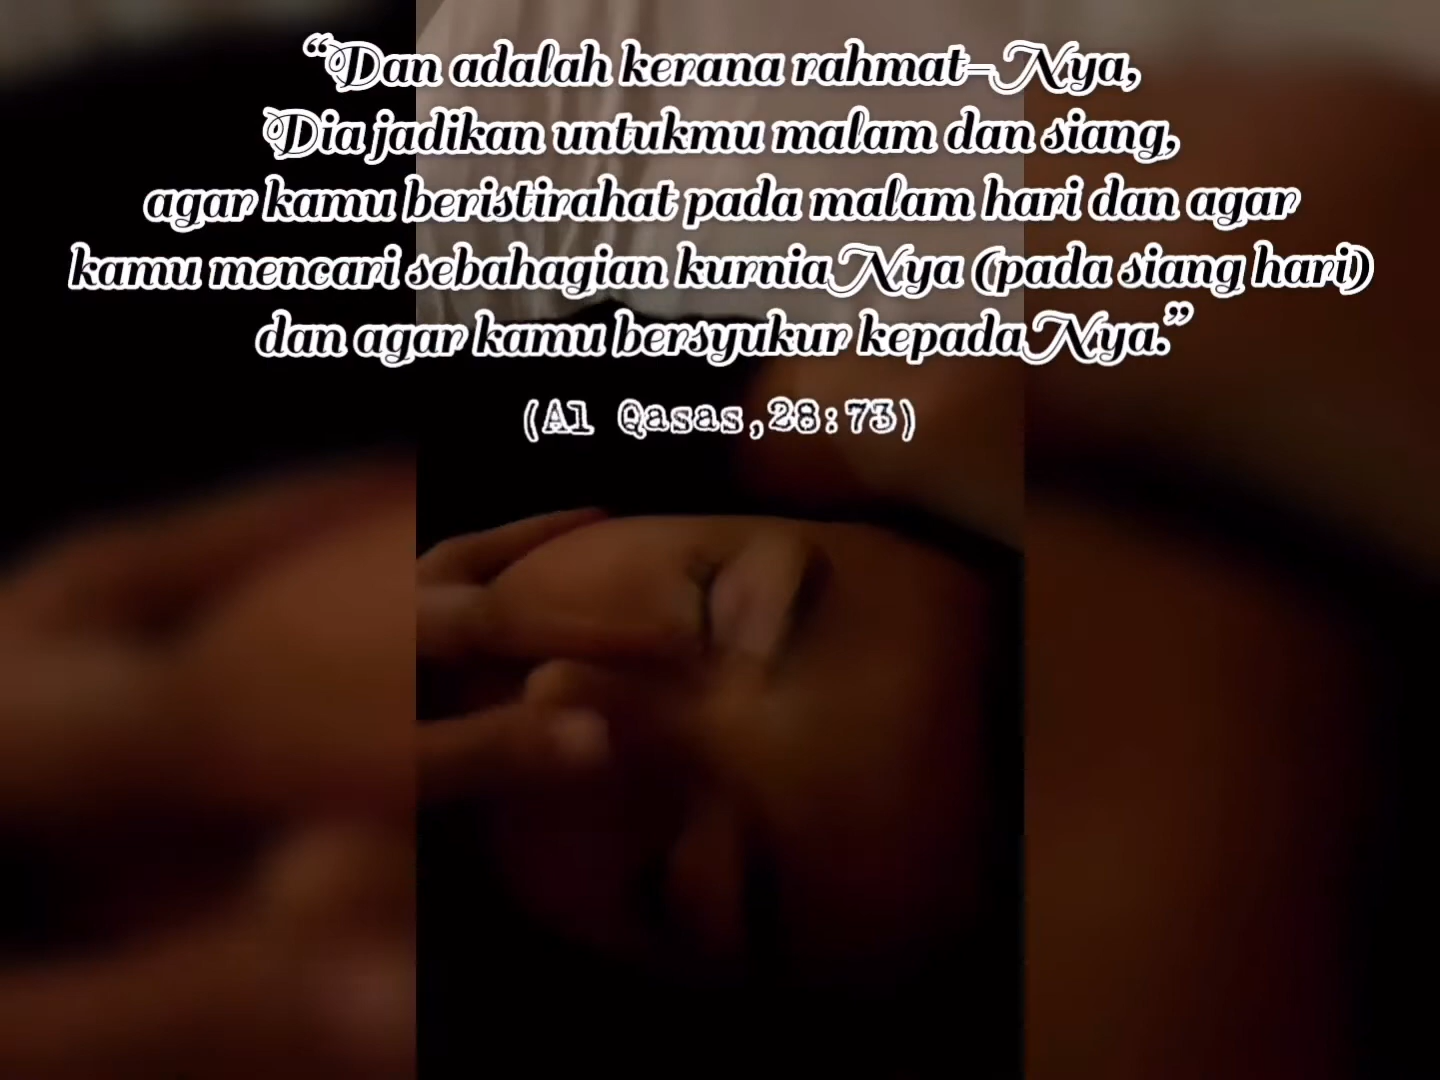 “Dan adalah kerana rahmat-Nya,
Dia jadikan untukmu malam dan siang,
agar kamu beristirahat pada malam hari dan agar
kamu mencari sebahagian kurniaNya (pada siang hari)
dan agar kamu bersyukur kepadaNya.”
(Al Qasas,28:73)